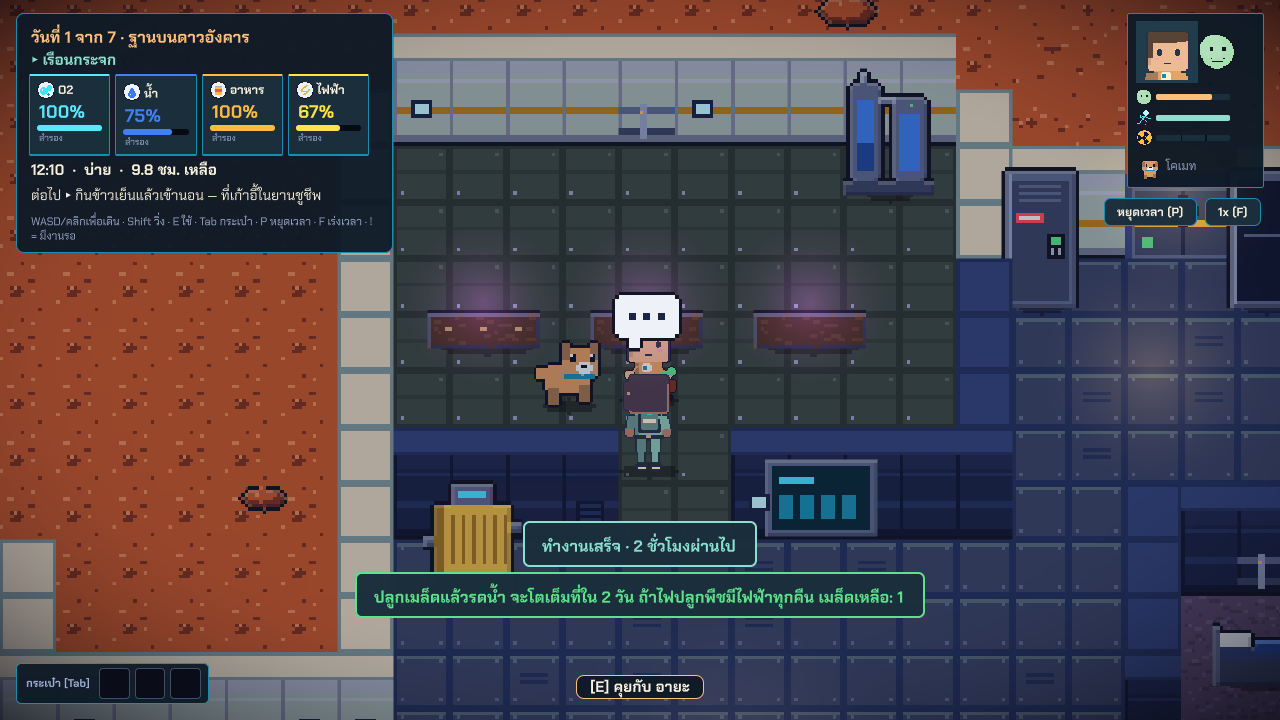 วันที่ 1 จาก 7 · ฐานบนดาวอังคาร
‣ เรือนกระจก
O2
100%
สำรอง
น้ำ
75%
สำรอง
อาหาร
100%
สำรอง
ไฟฟ้า
67%
สำรอง
12:10 · บ่าย · 9.8 ชม. เหลือ
ต่อไป ‣ กินข้าวเย็นแล้วเข้านอน — ที่เก้าอี้ในยานชูชีพ
WASD/คลิกเพื่อเดิน · Shift วิ่ง · E ใช้ · Tab กระเป๋า · P หยุดเวลา · F เร่งเวลา · !
= มีงานรอ
โคเมท
หยุดเวลา (P)
1x (F)
ทำงานเสร็จ · 2 ชั่วโมงผ่านไป
ปลูกเมล็ดแล้วรดน้ำ จะโตเต็มที่ใน 2 วัน ถ้าไฟปลูกพืชมีไฟฟ้าทุกคืน เมล็ดเหลือ: 1
กระเป๋า [Tab]
[E] คุยกับ อายะ